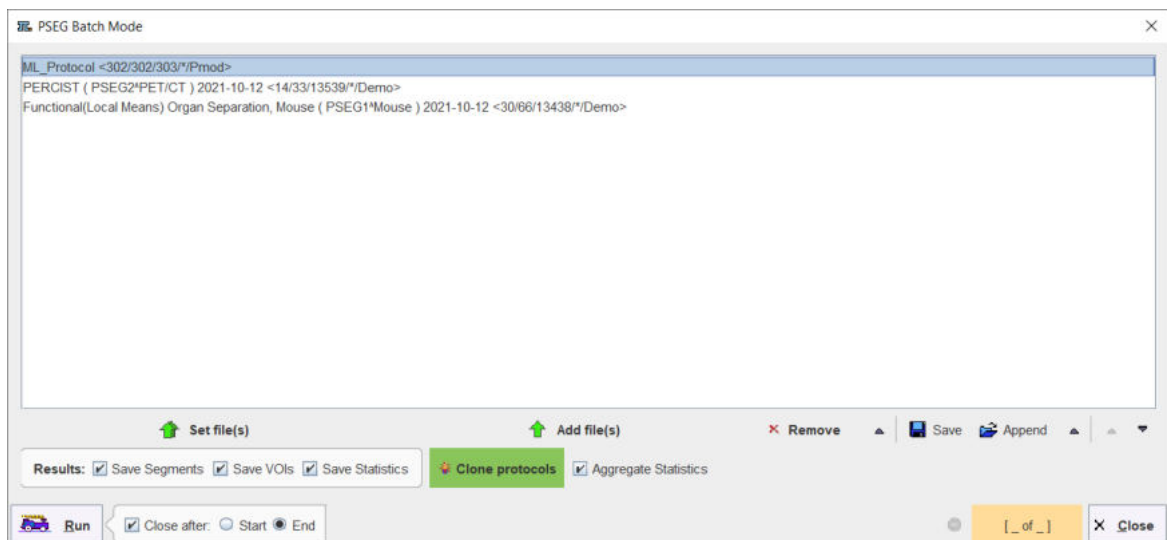 PSEG Batch Mode
ML_Protocol <302/302/303/*/Pmod>
PERCIST ( PSEG2^PET/CT ) 2021-10-12 <14/33/13539/*/Demo>
Functional(Local Means) Organ Separation, Mouse ( PSEG1^Mouse ) 2021-10-12 <30/66/13438/*/Demo>
Set file(s) Add file(s) Remove Save Append
Results: Save Segments Save VOIs Save Statistics Clone protocols Aggregate Statistics
Run Close after: Start End [ _ of _ ] Close